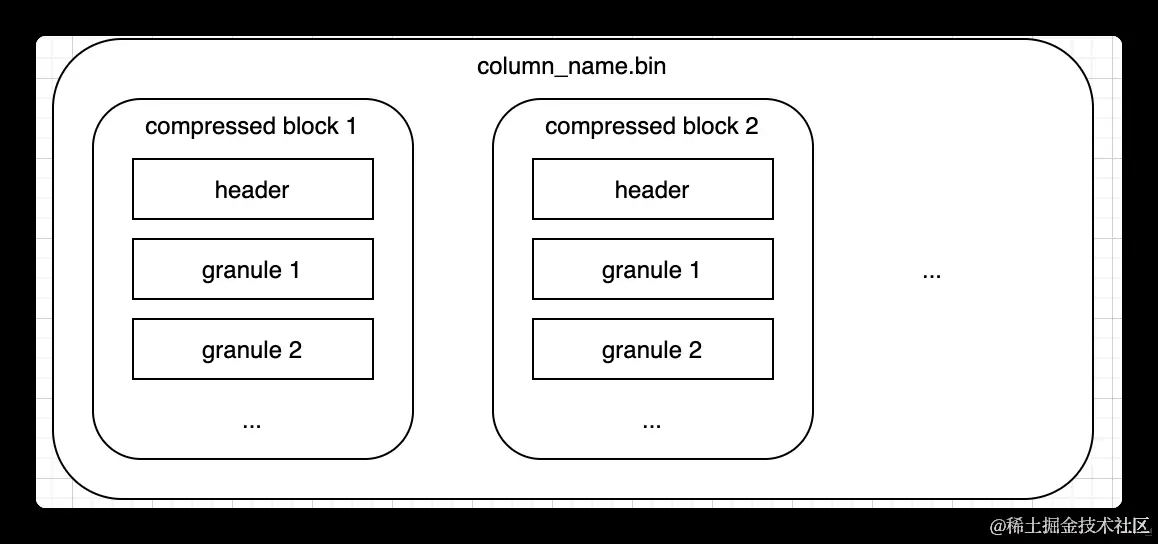 column_name.bin
compressed block 1
header
granule 1
granule 2
...
compressed block 2
header
granule 1
granule 2
...
...
@稀土掘金技术社区